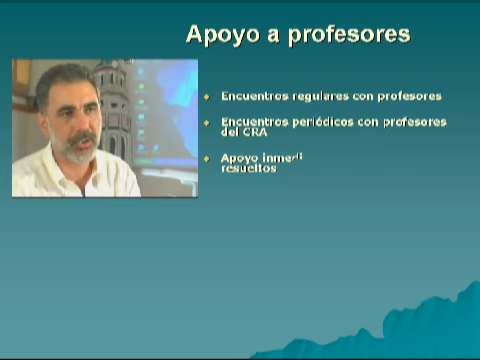 Apoyo a profesores
Encuentros regulares con profesores
Encuentros periódicos con profesores
del CRA
Apoyo
resueltos